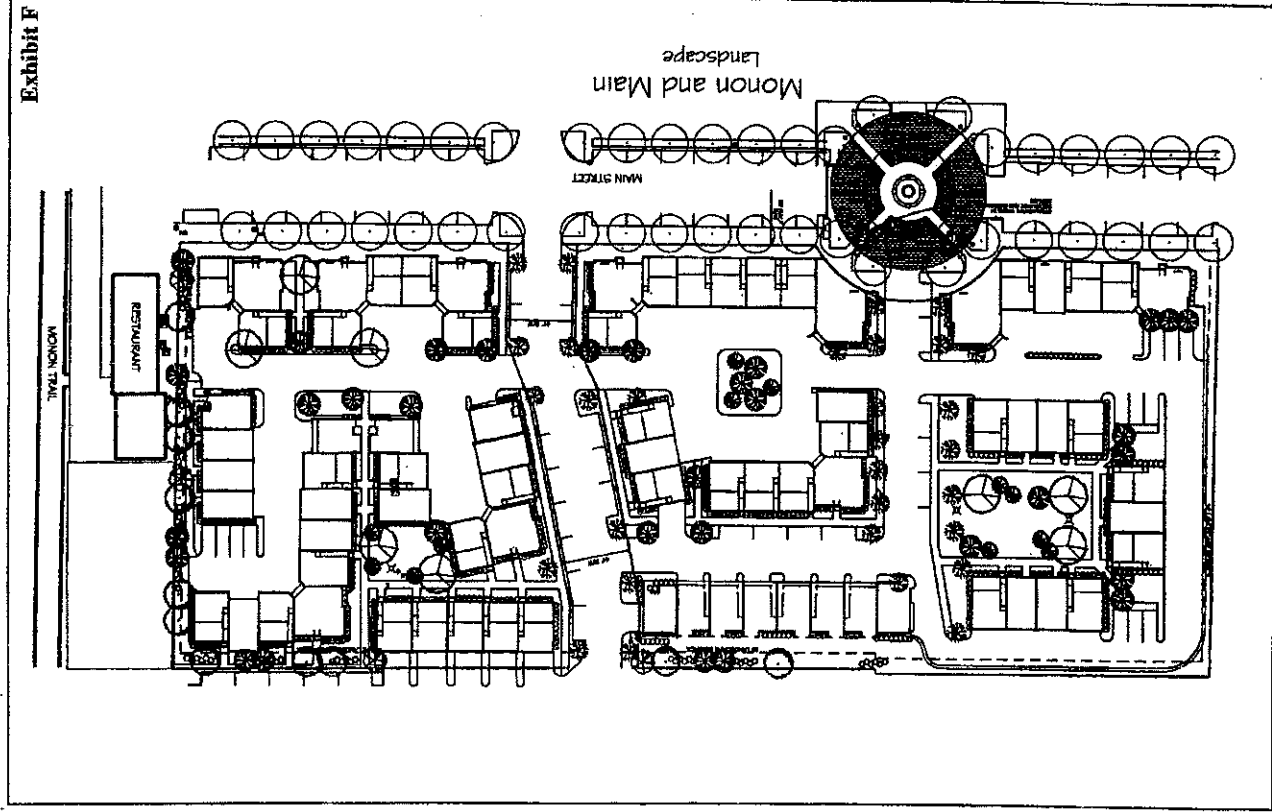 Exhibit F
Monon and Main
Landscape
MAIN STREET
RESTAURANT
MONON TRAIL